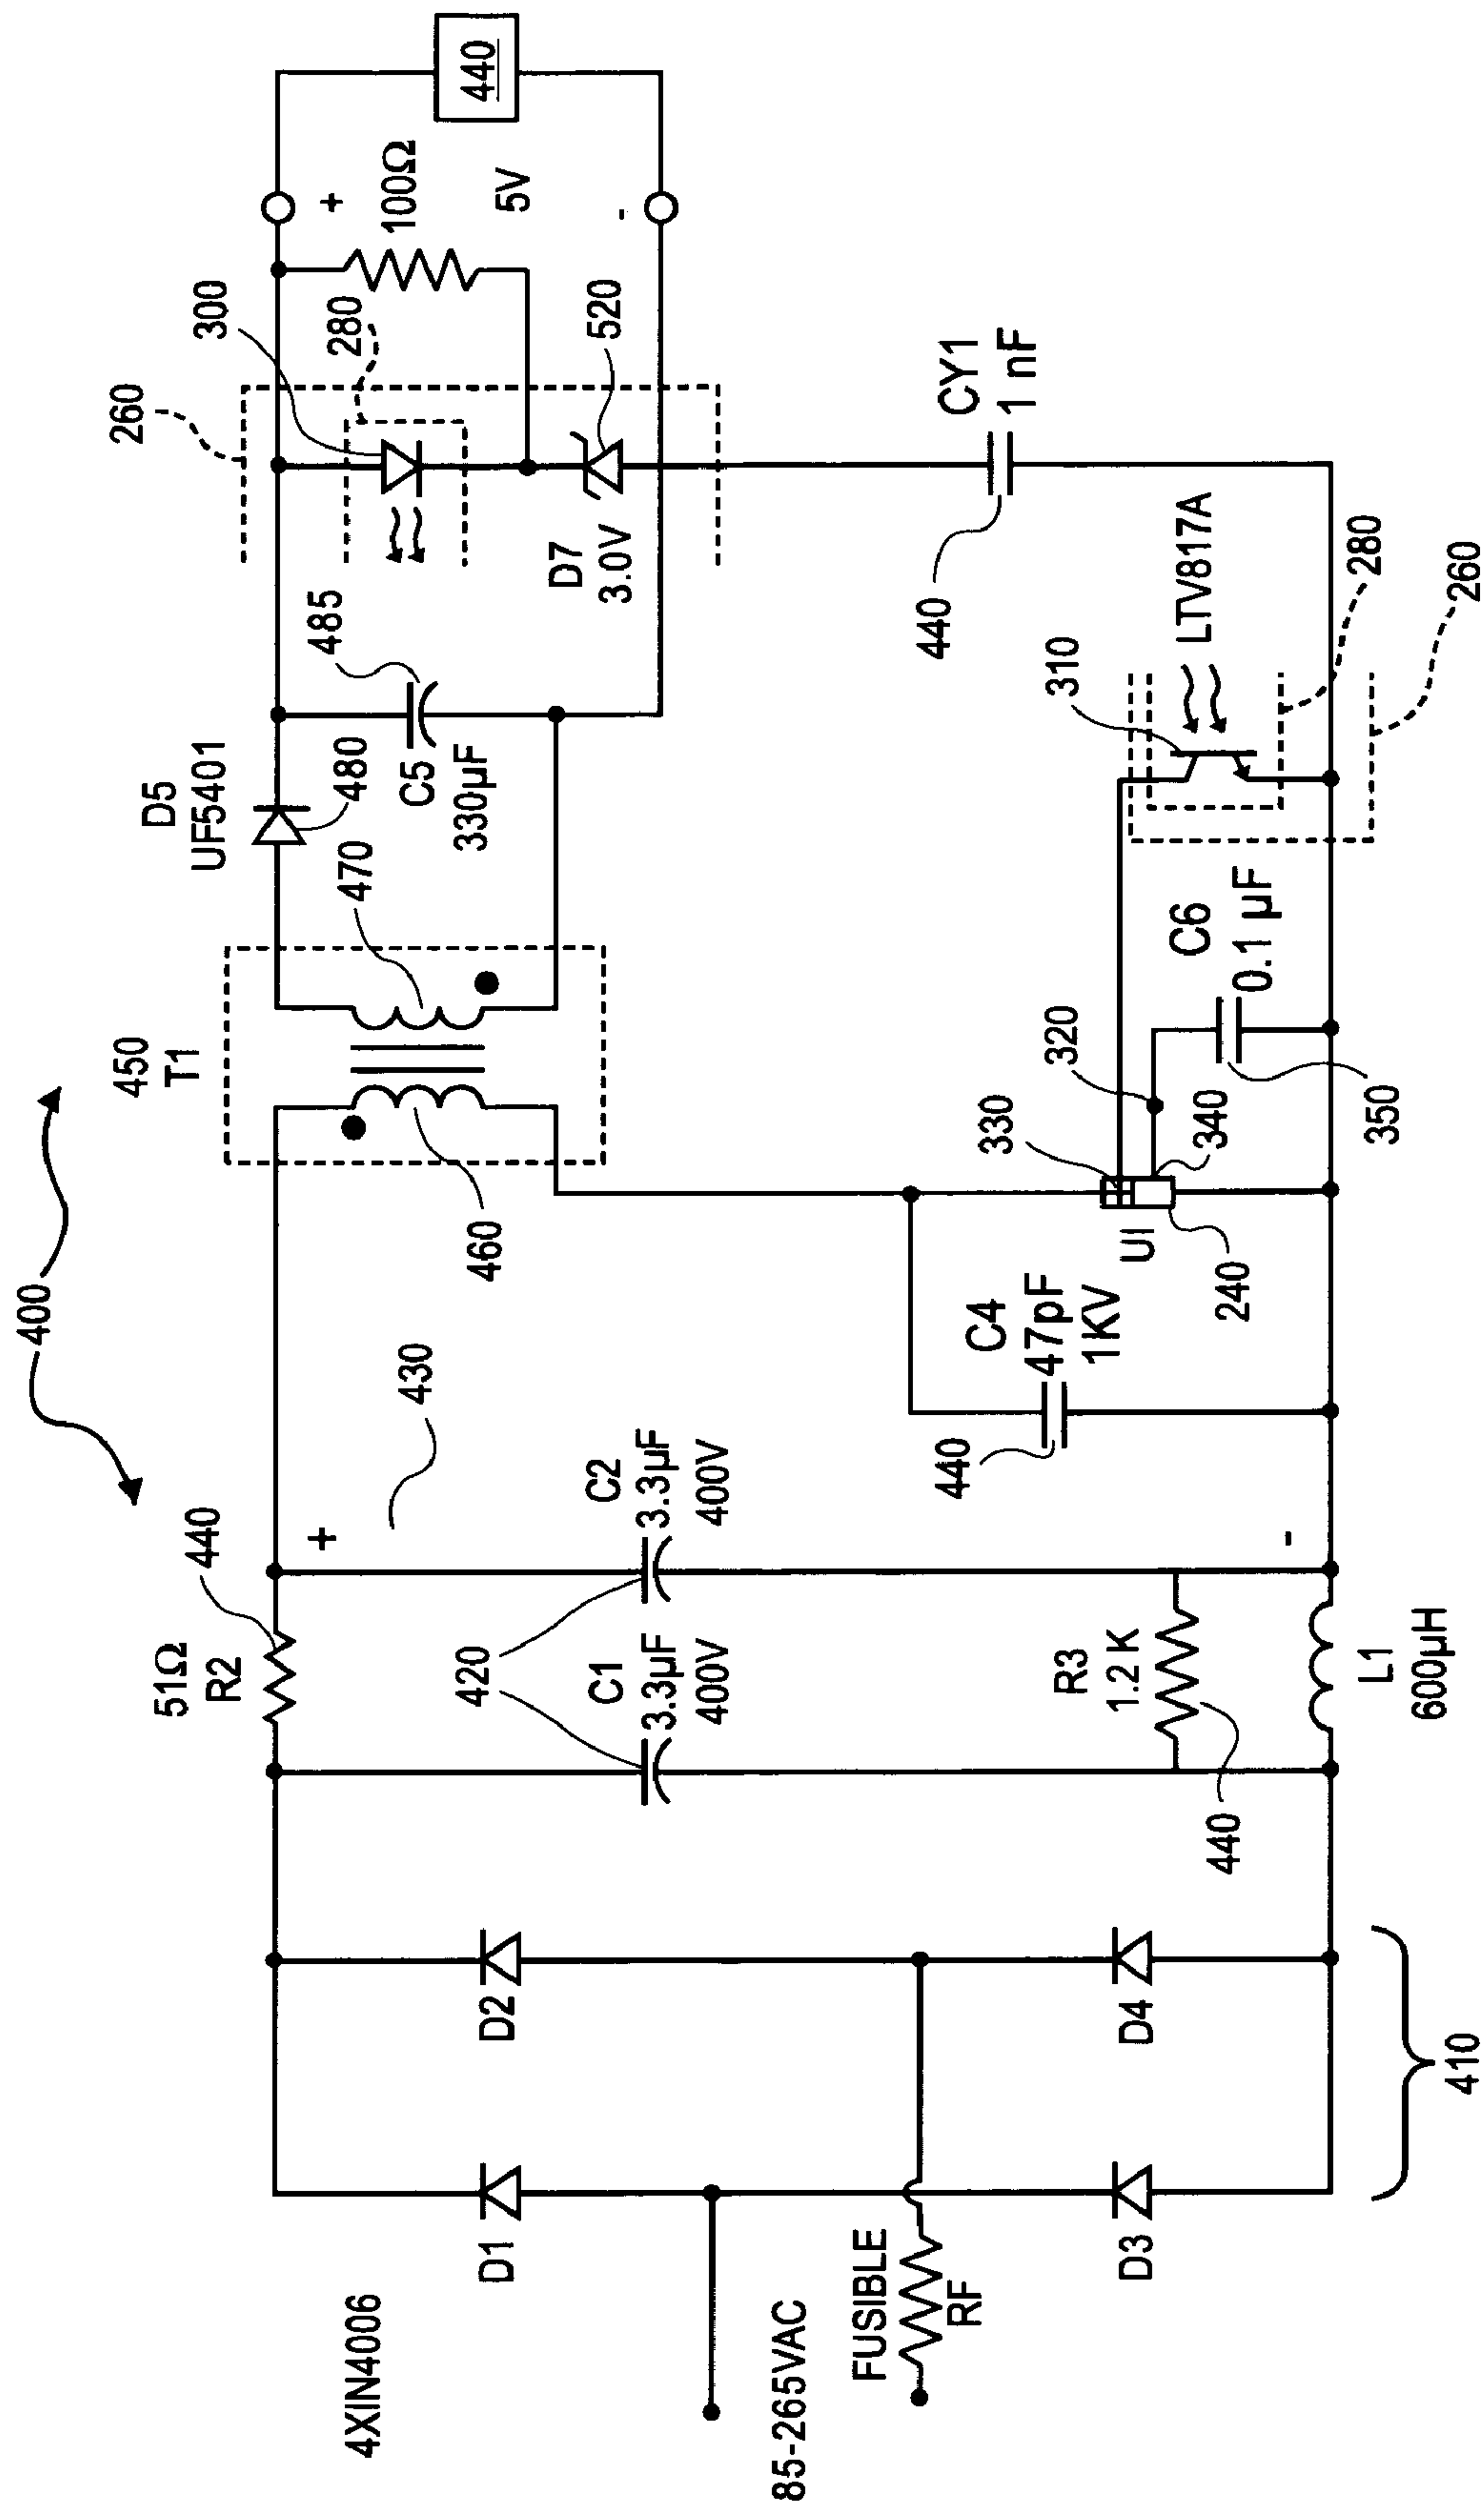 400
4XIN4006
D1
D2
85-265VAC
FUSIBLE
RF
D3
D4
410
51Ω
R2
440
+
430
420
C1
3.3µF
400V
C2
3.3µF
400V
R3
1.2 K
440
-
L1
600µH
450
T1
460
470
C4
47pF
1KV
440
UI
240
330
320
340
350
C6
0.1 µF
D5
UF5401
480
C5
330µF
485
260
300
280
100Ω
+
5V
-
440
D7
3.0V
520
CY1
1 nF
440
310
LTV817A
280
260